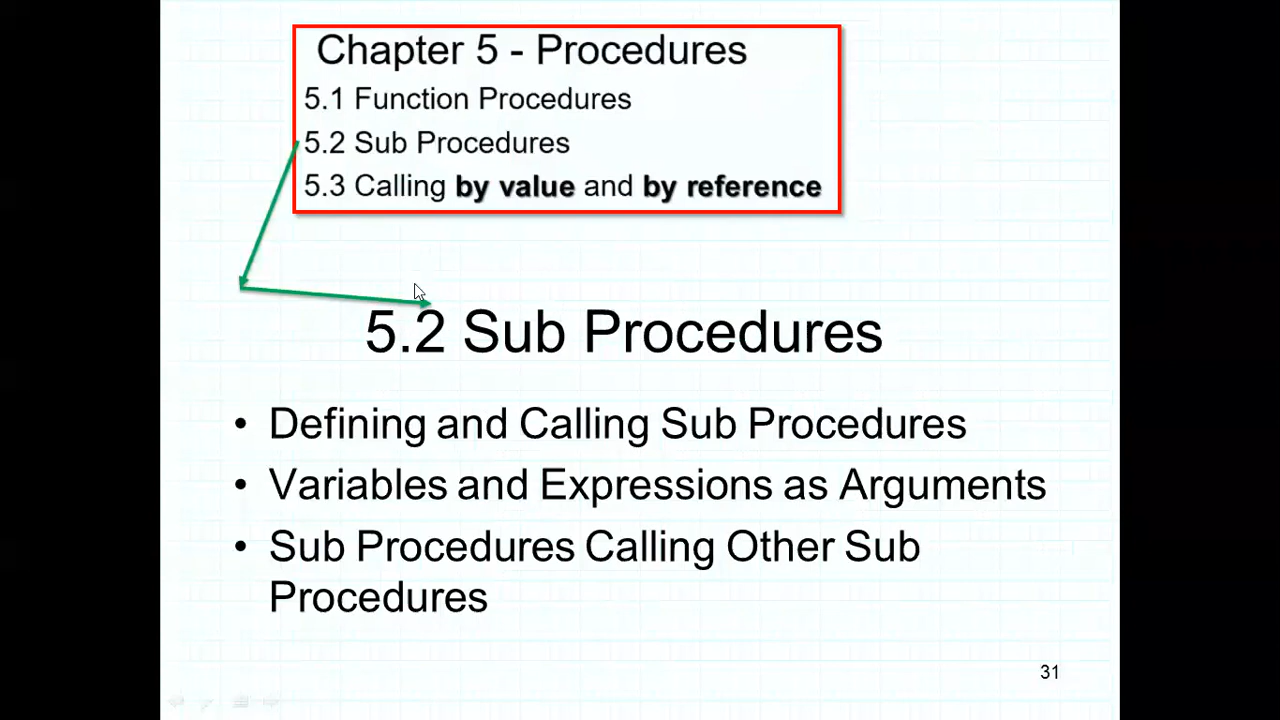 Chapter 5 - Procedures
5.1 Function Procedures
5.2 Sub Procedures
5.3 Calling by value and by reference
5.2 Sub Procedures
• Defining and Calling Sub Procedures
• Variables and Expressions as Arguments
• Sub Procedures Calling Other Sub
Procedures
31